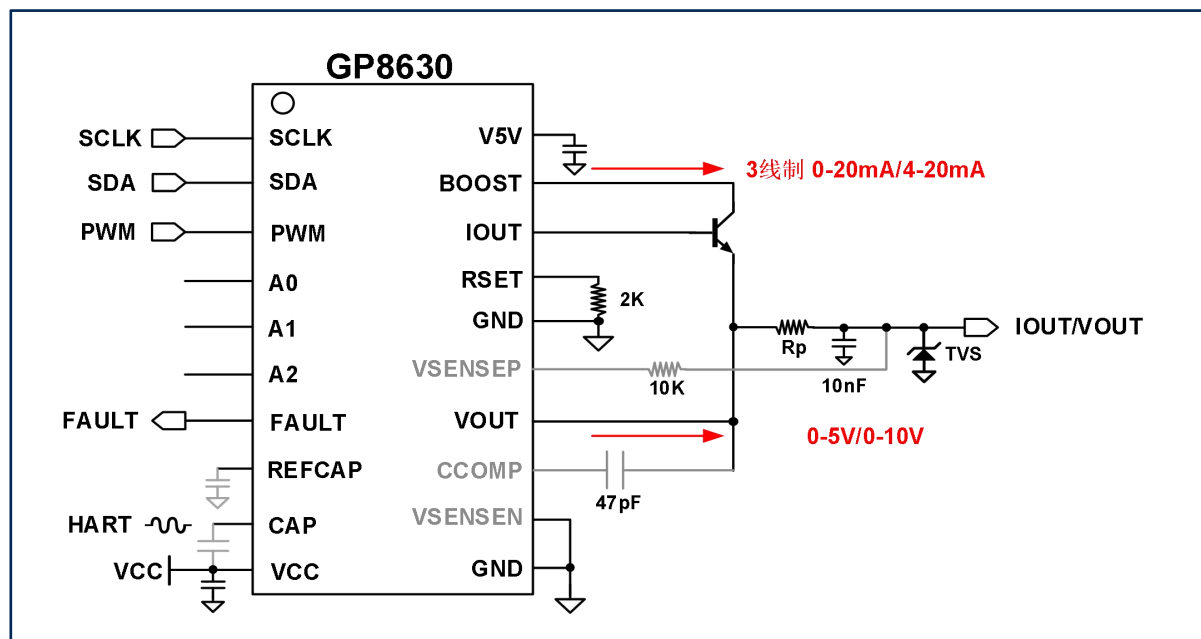 GP8630
SCLK
SCLK
V5V
3线制 0-20mA/4-20mA
SDA
SDA
BOOST
PWM
PWM
IOUT
A0
RSET
2K
A1
GND
IOUT/VOUT
Rp
TVS
A2
VSENSEP
10K
10nF
FAULT
FAULT
VOUT
0-5V/0-10V
REFCAP
CCOMP
47pF
HART
CAP
VSENSEN
VCC
VCC
GND